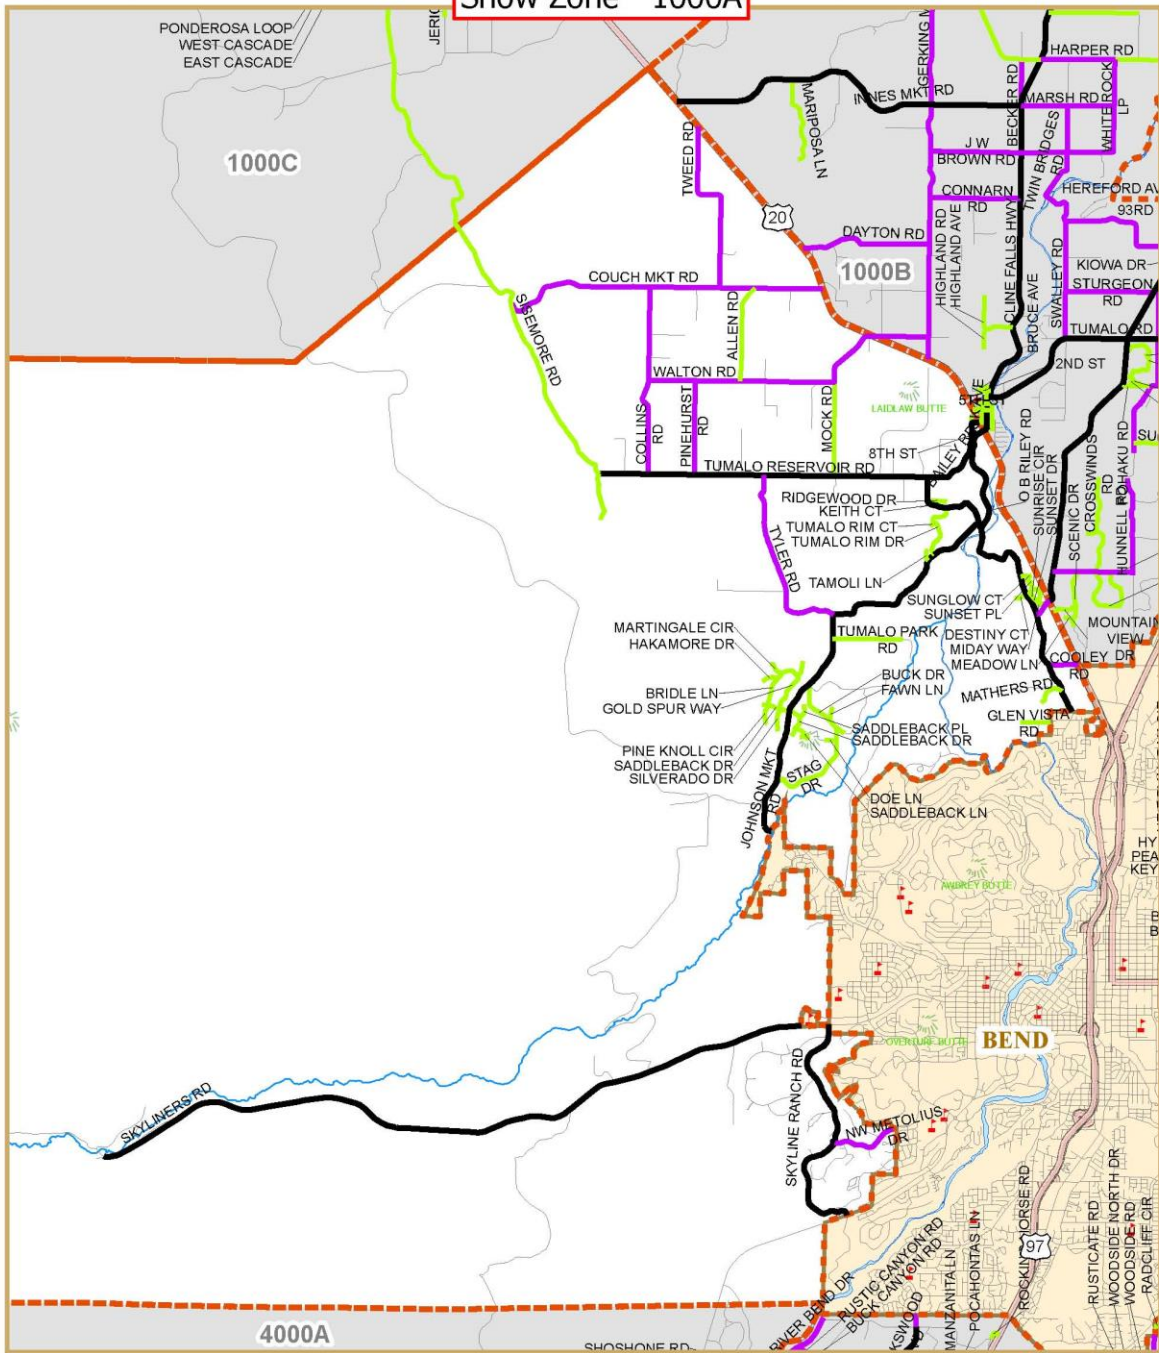 Snow Zone - 1000A
PONDEROSA LOOP
WEST CASCADE
EAST CASCADE
HARPER RD
INNES MKT RD
MARSH RD
BECKER RD
WHITE ROCK
LP
MARIPOSA LN
1000C
TWEED RD
J W
BROWN RD
TWIN BRIDGES
RD
CONNARN
RD
HEREFORD AV
93RD
20
DAYTON RD
HIGHLAND RD
HIGHLAND AVE
CLINE FALLS HWY
BRUCE AVE
SWALLEY RD
1000B
KIOWA DR
STURGEON
RD
COUCH MKT RD
SISEMORE RD
ALLEN RD
TUMALO RD
2ND ST
WALTON RD
LAIDLAW BUTTE
COLLINS
RD
PINEHURST
RD
MOCK RD
8TH ST
BAILEY RD
TUMALO RESERVOIR RD
O B RILEY RD
SUNRISE CIR
SUNSET DR
SCENIC DR
CROSSWINDS
RD
HUNNELL RD
RIDGEWOOD DR
KEITH CT
TUMALO RIM CT
TUMALO RIM DR
TYLER RD
TAMOLI LN
SUNGLOW CT
SUNSET PL
MARTINGALE CIR
HAKAMORE DR
TUMALO PARK
RD
DESTINY CT
MIDAY WAY
MEADOW LN
MOUNTAIN
VIEW
DR
COOLEY
RD
BRIDLE LN
GOLD SPUR WAY
BUCK DR
FAWN LN
MATHERS RD
GLEN VISTA
RD
SADDLEBACK PL
SADDLEBACK DR
PINE KNOLL CIR
SADDLEBACK DR
SILVERADO DR
STAG
DR
JOHNSON MKT
RD
DOE LN
SADDLEBACK LN
HY
PEA
KEY
AWBREY BUTTE
OVERTURF BUTTE
BEND
SKYLINERS RD
SKYLINE RANCH RD
NW METOLIUS
DR
97
RIVER BEND DR
RUSTIC CANYON RD
BUCK CANYON RD
MANZANITA LN
POCAHONTAS LN
RUSTICATE RD
WOODSIDE NORTH DR
WOODSIDE RD
RADCLIFF CIR
4000A
SHOSHONE RD